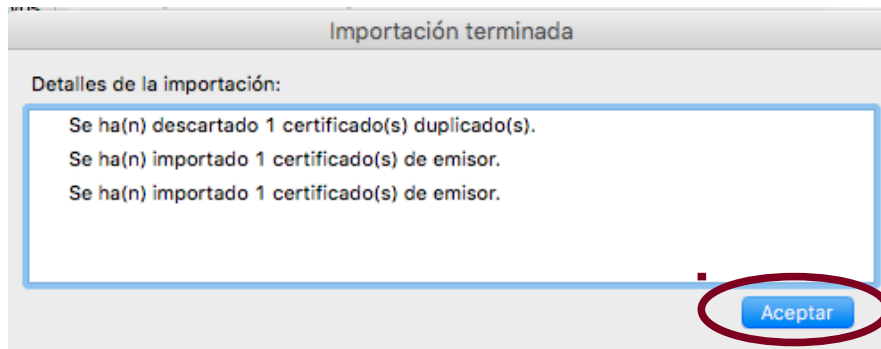 Importación terminada
Detalles de la importación:
Se ha(n) descartado 1 certificado(s) duplicado(s).
Se ha(n) importado 1 certificado(s) de emisor.
Se ha(n) importado 1 certificado(s) de emisor.
Aceptar